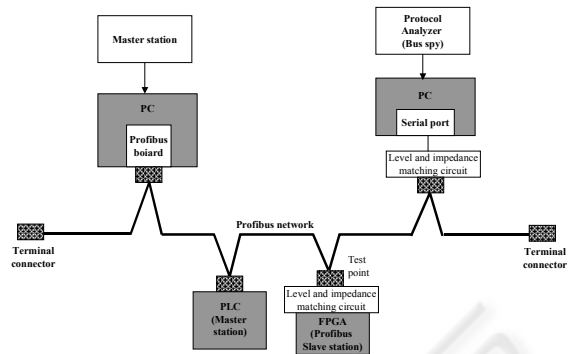 Master station
Protocol
Analyzer
(Bus spy)
PC
PC
Profibus
boiard
Serial port
Level and impedance
matching circuit
Profibus network
Terminal
connector
Terminal
connector
Test
point
PLC
(Master
station)
Level and impedance
matching circuit
FPGA
(Profibus
Slave station)